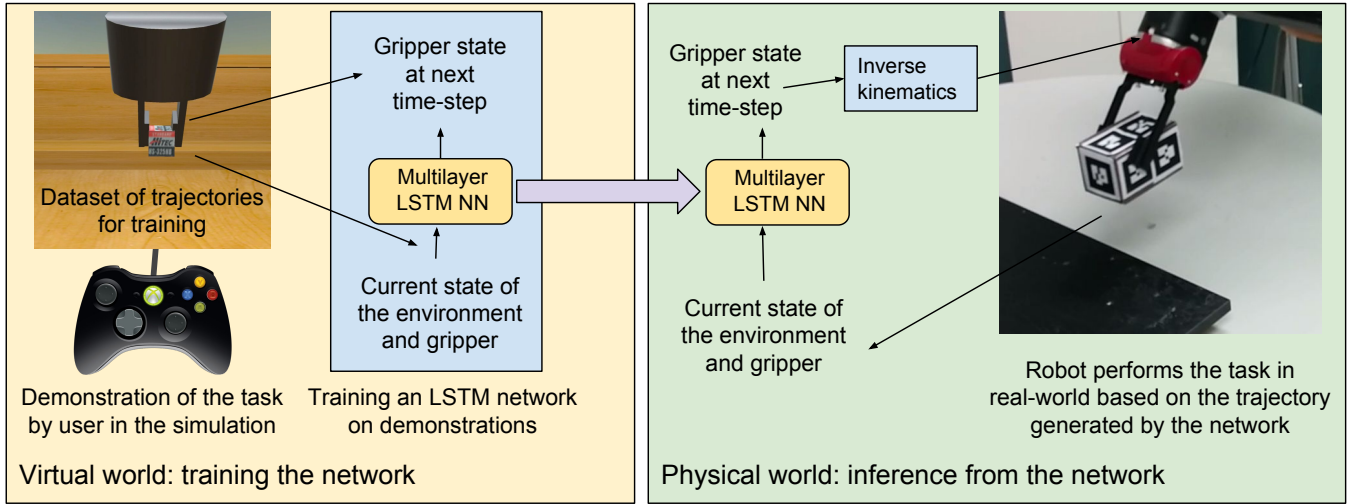 Gripper state
at next
time-step
Multilayer
LSTM NN
Current state of
the environment
and gripper
Dataset of trajectories
for training
Demonstration of the task
by user in the simulation
Training an LSTM network
on demonstrations
Virtual world: training the network
Gripper state
at next
time-step
Inverse
kinematics
Multilayer
LSTM NN
Current state of
the environment
and gripper
Robot performs the task in
real-world based on the trajectory
generated by the network
Physical world: inference from the network